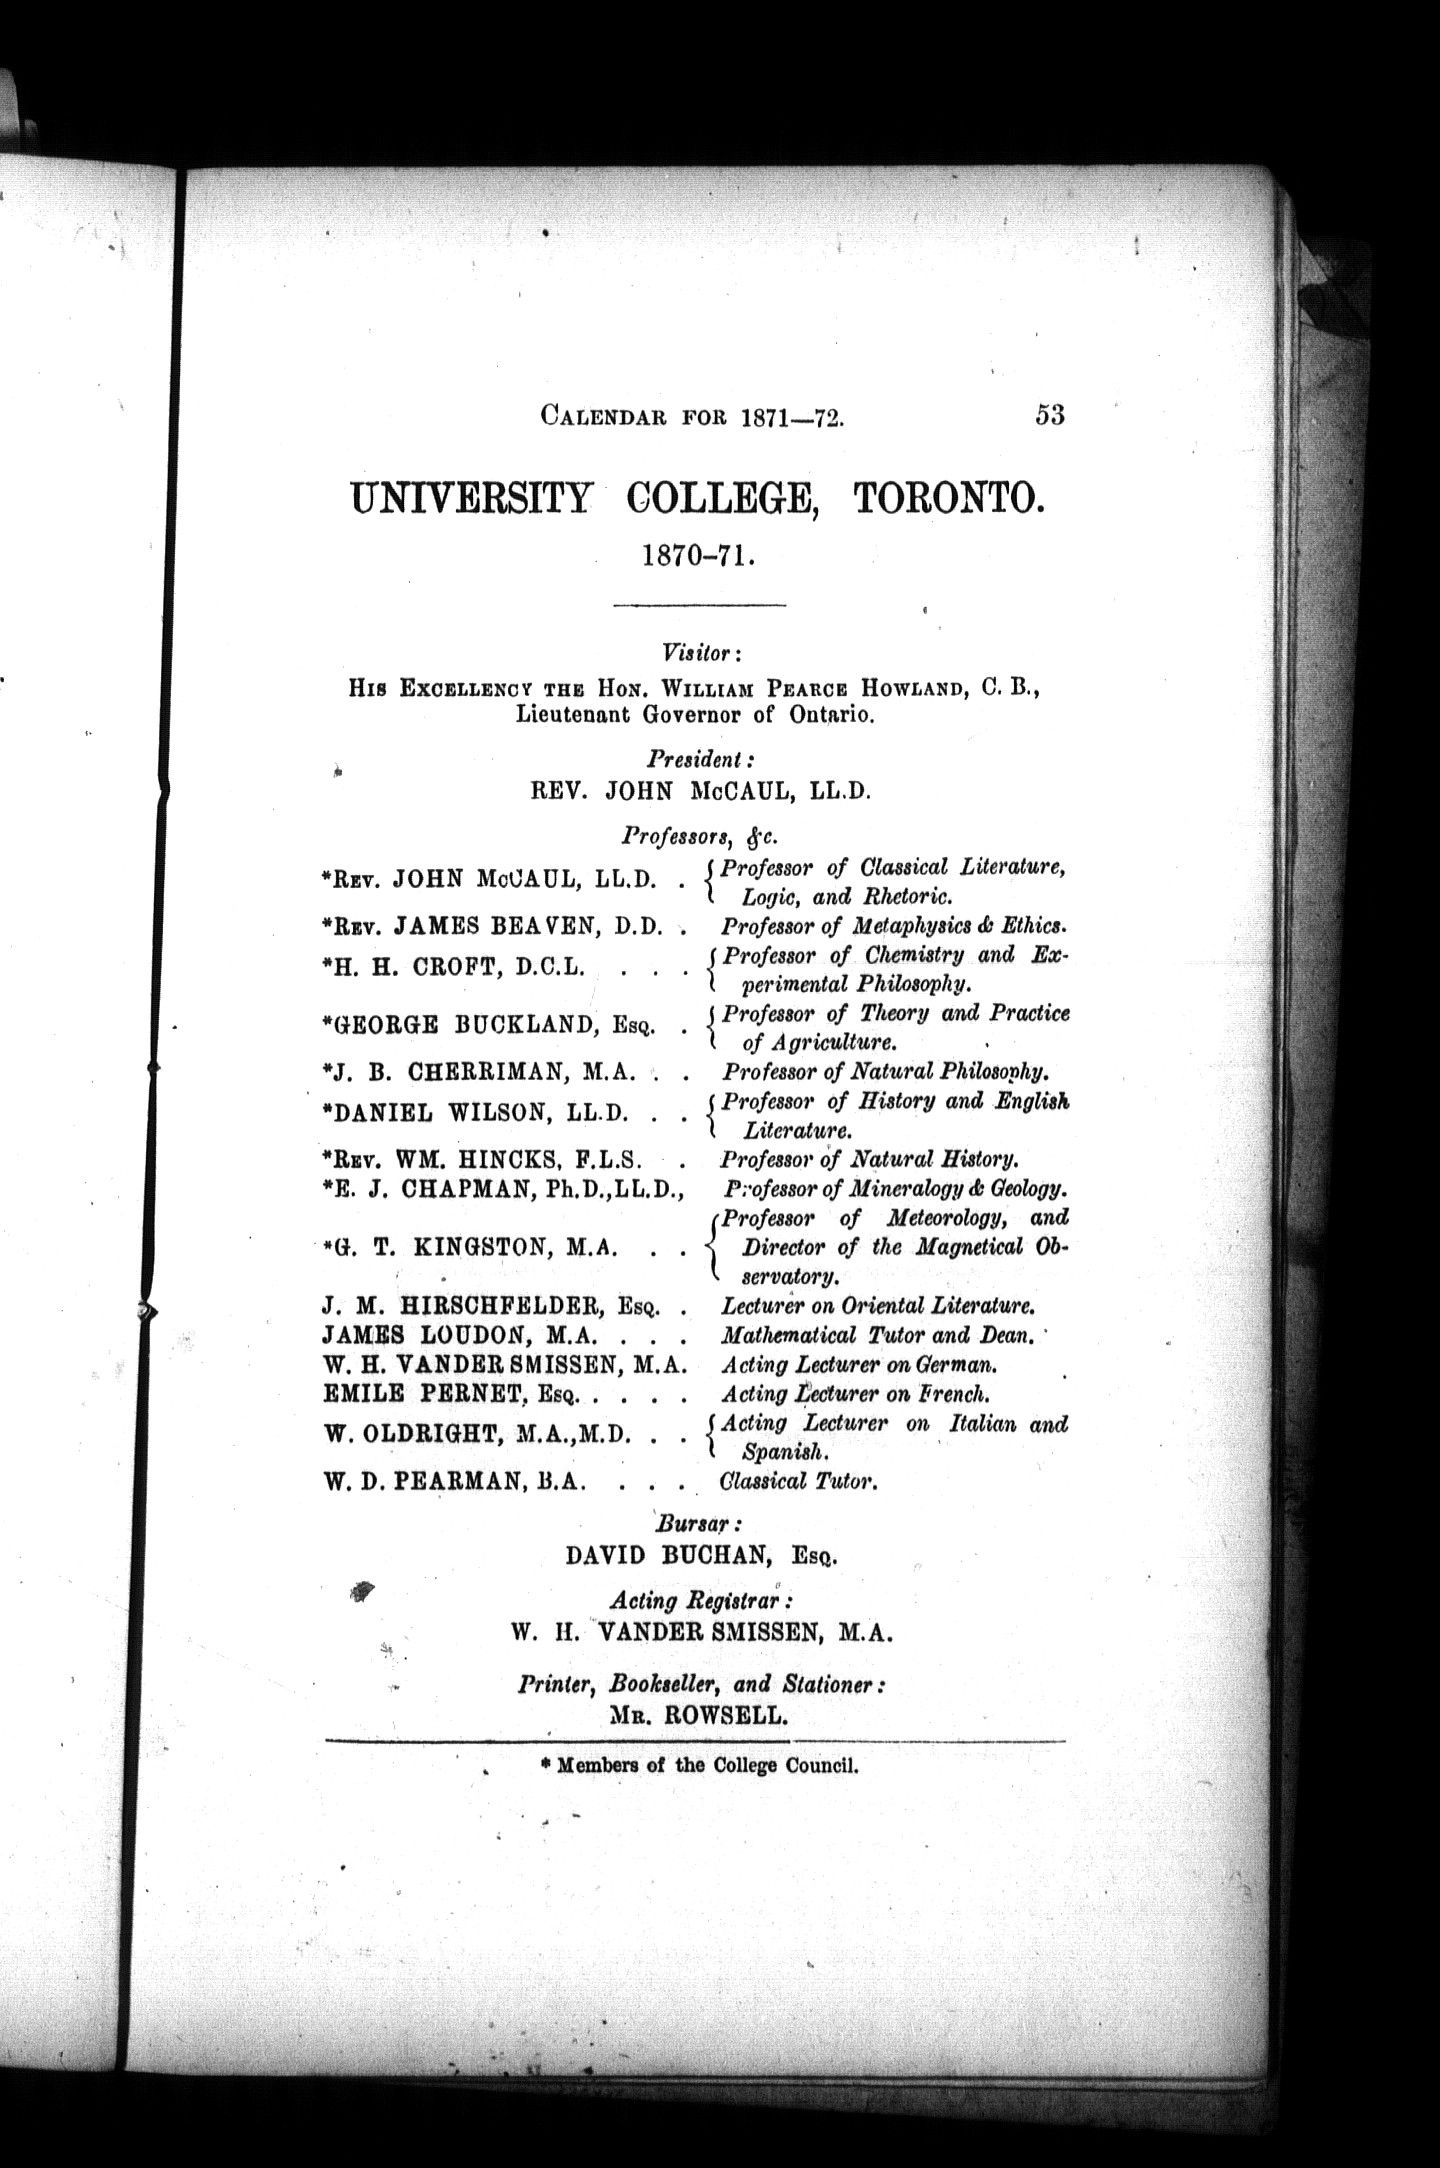 CALENDAR FOR 1871—72. 53
UNIVERSITY COLLEGE, TORONTO.
1870–71.
Visitor:
HIS EXCELLENCY THE HON. WILLIAM PEARCE HOWLAND, C. B.,
Lieutenant Governor of Ontario.
President:
REV. JOHN McCAUL, LL.D.
Professors, &c.
*REV. JOHN McCAUL, LL.D. . { Professor of Classical Literature,
Logic, and Rhetoric.
*REV. JAMES BEAVEN, D.D. . Professor of Metaphysics & Ethics.
*H. H. CROFT, D.C.L. . . . { Professor of Chemistry and Ex-
perimental Philosophy.
*GEORGE BUCKLAND, ESQ. . { Professor of Theory and Practice
of Agriculture.
*J. B. CHERRIMAN, M.A. . . Professor of Natural Philosophy.
*DANIEL WILSON, LL.D. . . { Professor of History and English
Literature.
*REV. WM. HINCKS, F.L.S. . Professor of Natural History.
*E. J. CHAPMAN, Ph.D.,LL.D., Professor of Mineralogy & Geology.
*G. T. KINGSTON, M.A. . . { Professor of Meteorology, and
Director of the Magnetical Ob-
servatory.
J. M. HIRSCHFELDER, ESQ. . Lecturer on Oriental Literature.
JAMES LOUDON, M.A. . . . Mathematical Tutor and Dean.
W. H. VANDER SMISSEN, M.A. Acting Lecturer on German.
EMILE PERNET, ESQ. . . . . Acting Lecturer on French.
W. OLDRIGHT, M.A.,M.D. . . { Acting Lecturer on Italian and
Spanish.
W. D. PEARMAN, B.A. . . . Classical Tutor.
Bursar:
DAVID BUCHAN, ESQ.
Acting Registrar:
W. H. VANDER SMISSEN, M.A.
Printer, Bookseller, and Stationer:
MR. ROWSELL.
* Members of the College Council.